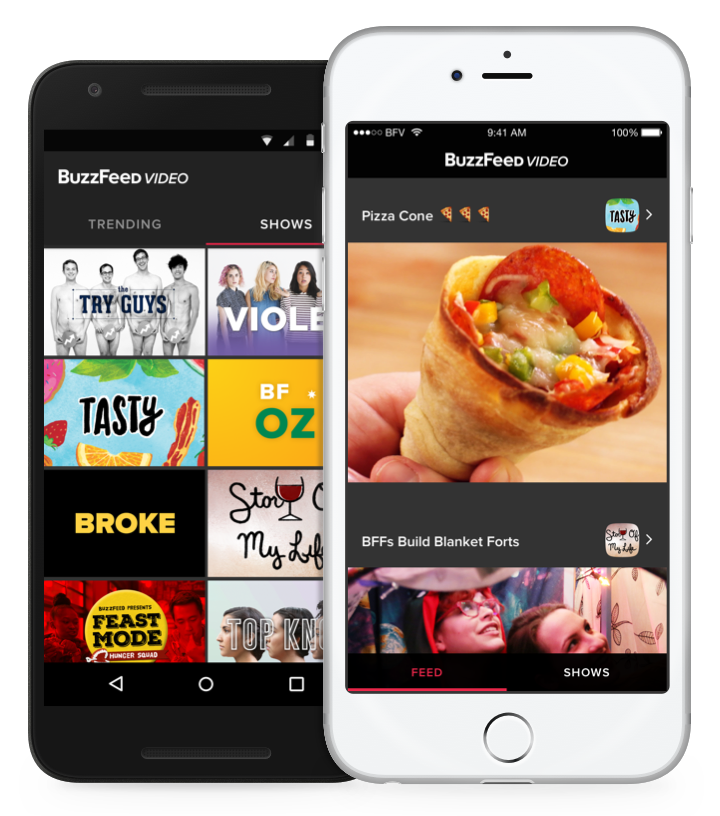 BuzzFeed VIDEO
TRENDING
SHOWS
the
TRY GUYS
VIOLE
TASTY
BF
OZ
BROKE
Story Of
My Life
BUZZFEED PRESENTS
FEAST
MODE
HUNGER SQUAD
TOP KN
BFV
9:41 AM
100%
BuzzFeed VIDEO
Pizza Cone
TASTY
BFFs Build Blanket Forts
Story Of
My Life
FEED
SHOWS